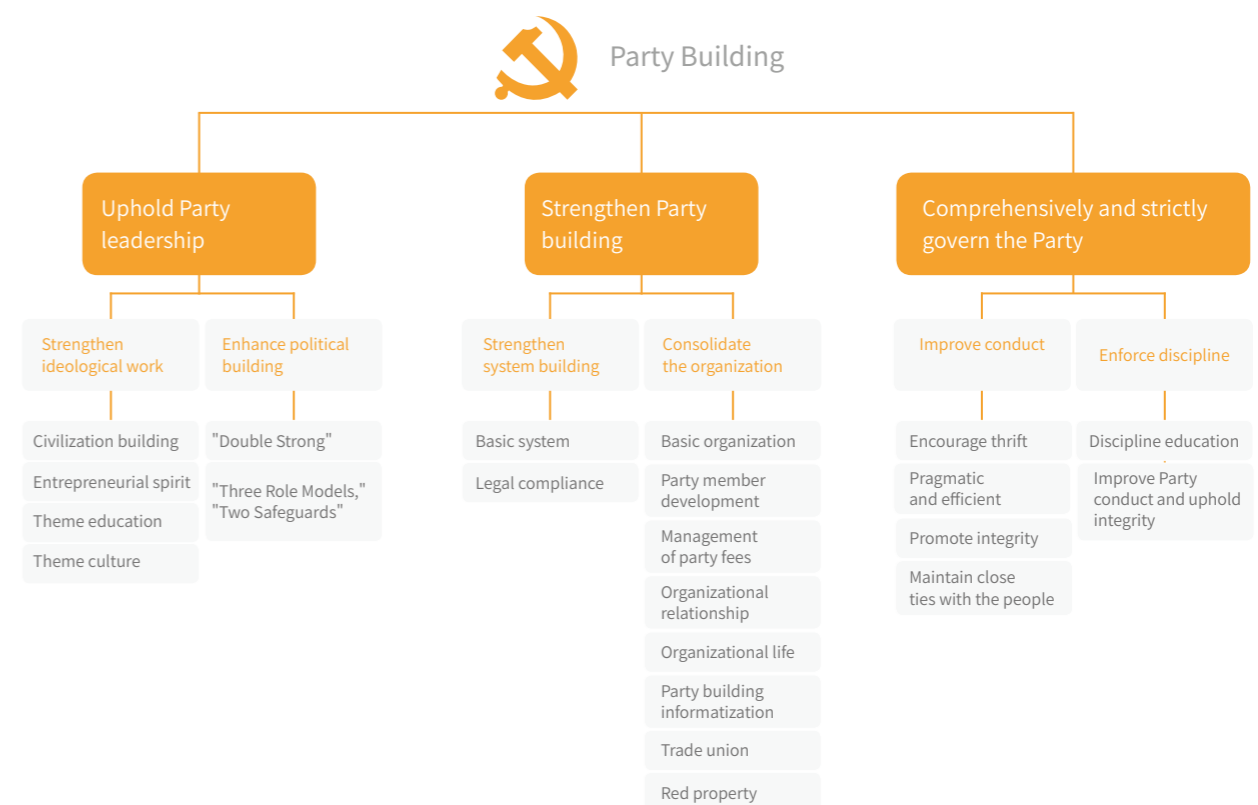 Party Building
Uphold Party
leadership
Strengthen
ideological work
Civilization building
Entrepreneurial spirit
Theme education
Theme culture
Enhance political
building
"Double Strong"
"Three Role Models,"
"Two Safeguards"
Strengthen Party
building
Strengthen
system building
Basic system
Legal compliance
Consolidate
the organization
Basic organization
Party member
development
Management
of party fees
Organizational
relationship
Organizational life
Party building
informatization
Trade union
Red property
Comprehensively and strictly
govern the Party
Improve conduct
Encourage thrift
Pragmatic
and efficient
Promote integrity
Maintain close
ties with the people
Enforce discipline
Discipline education
Improve Party
conduct and uphold
integrity